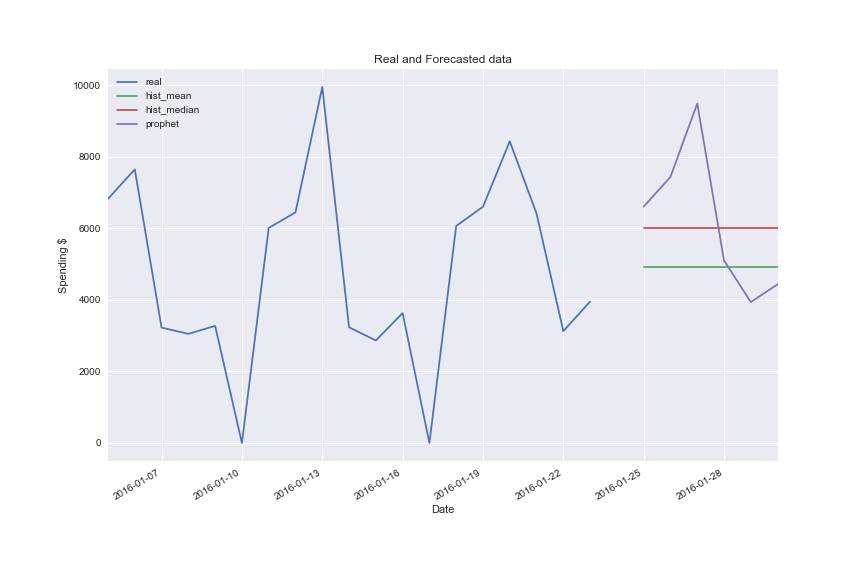 Real and Forecasted data
real
hist_mean
hist_median
prophet
Spending $
10000
8000
6000
4000
2000
0
2016-01-07
2016-01-10
2016-01-13
2016-01-16
2016-01-19
2016-01-22
2016-01-25
2016-01-28
Date